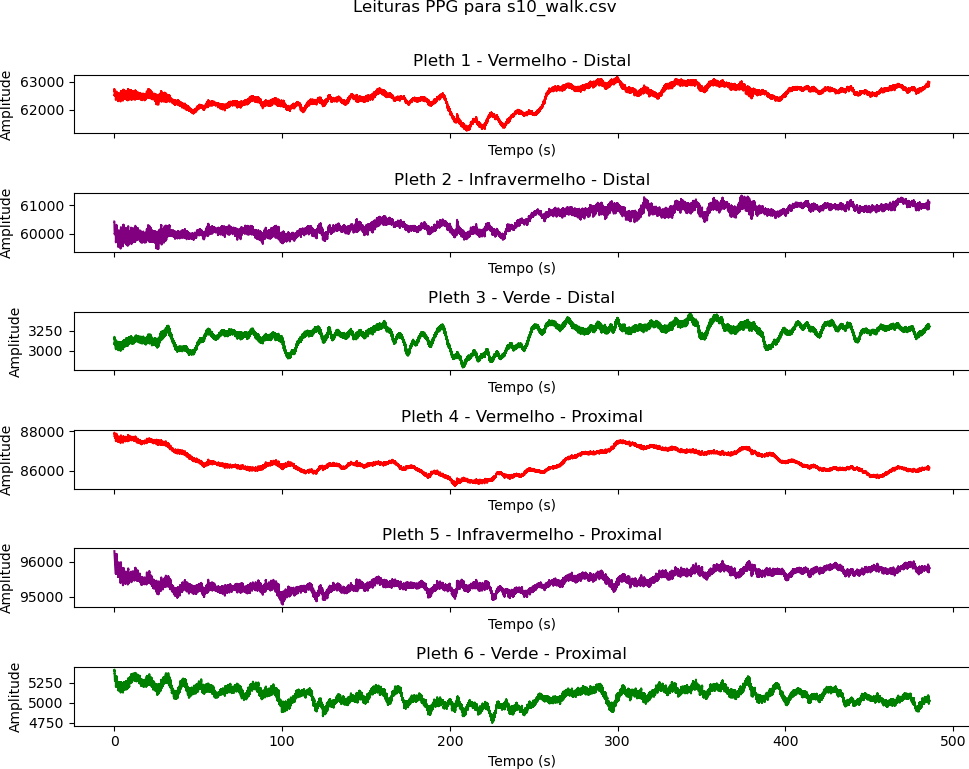 Leituras PPG para s10_walk.csv
Pleth 1 - Vermelho - Distal
Amplitude
63000
62000
Tempo (s)
Pleth 2 - Infravermelho - Distal
Amplitude
61000
60000
Tempo (s)
Pleth 3 - Verde - Distal
Amplitude
3250
3000
Tempo (s)
Pleth 4 - Vermelho - Proximal
Amplitude
88000
86000
Tempo (s)
Pleth 5 - Infravermelho - Proximal
Amplitude
96000
95000
Tempo (s)
Pleth 6 - Verde - Proximal
Amplitude
5250
5000
4750
0 100 200 300 400 500
Tempo (s)